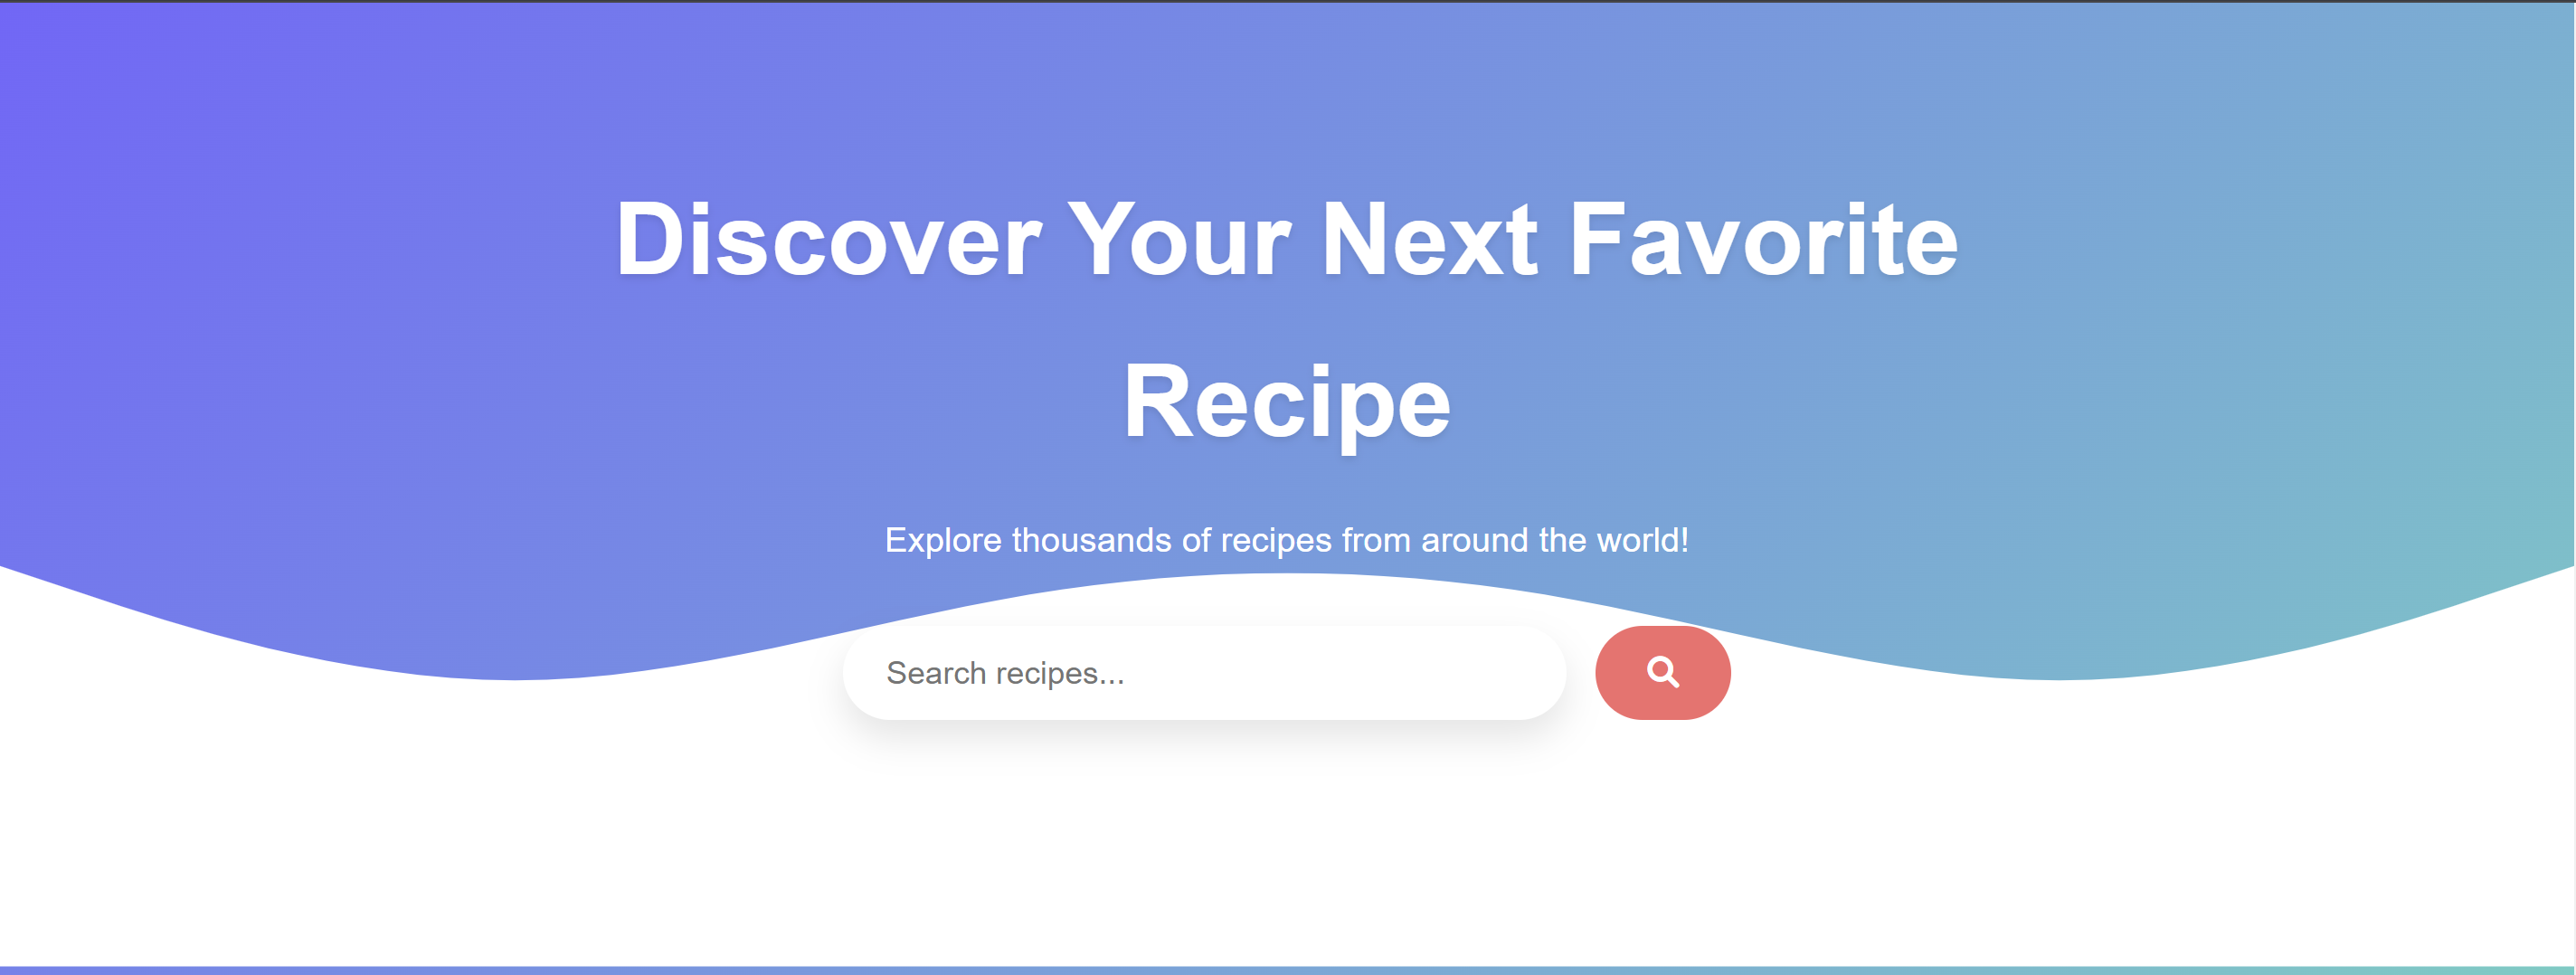 Discover Your Next Favorite
Recipe
Explore thousands of recipes from around the world!
Search recipes...